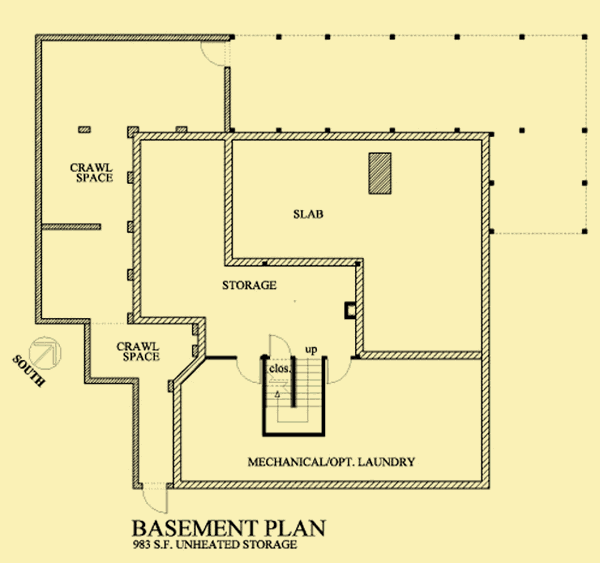 CRAWL
SPACE
SLAB
STORAGE
CRAWL
SPACE
up
clos.
SOUTH
MECHANICAL/OPT. LAUNDRY
BASEMENT PLAN
983 S.F. UNHEATED STORAGE